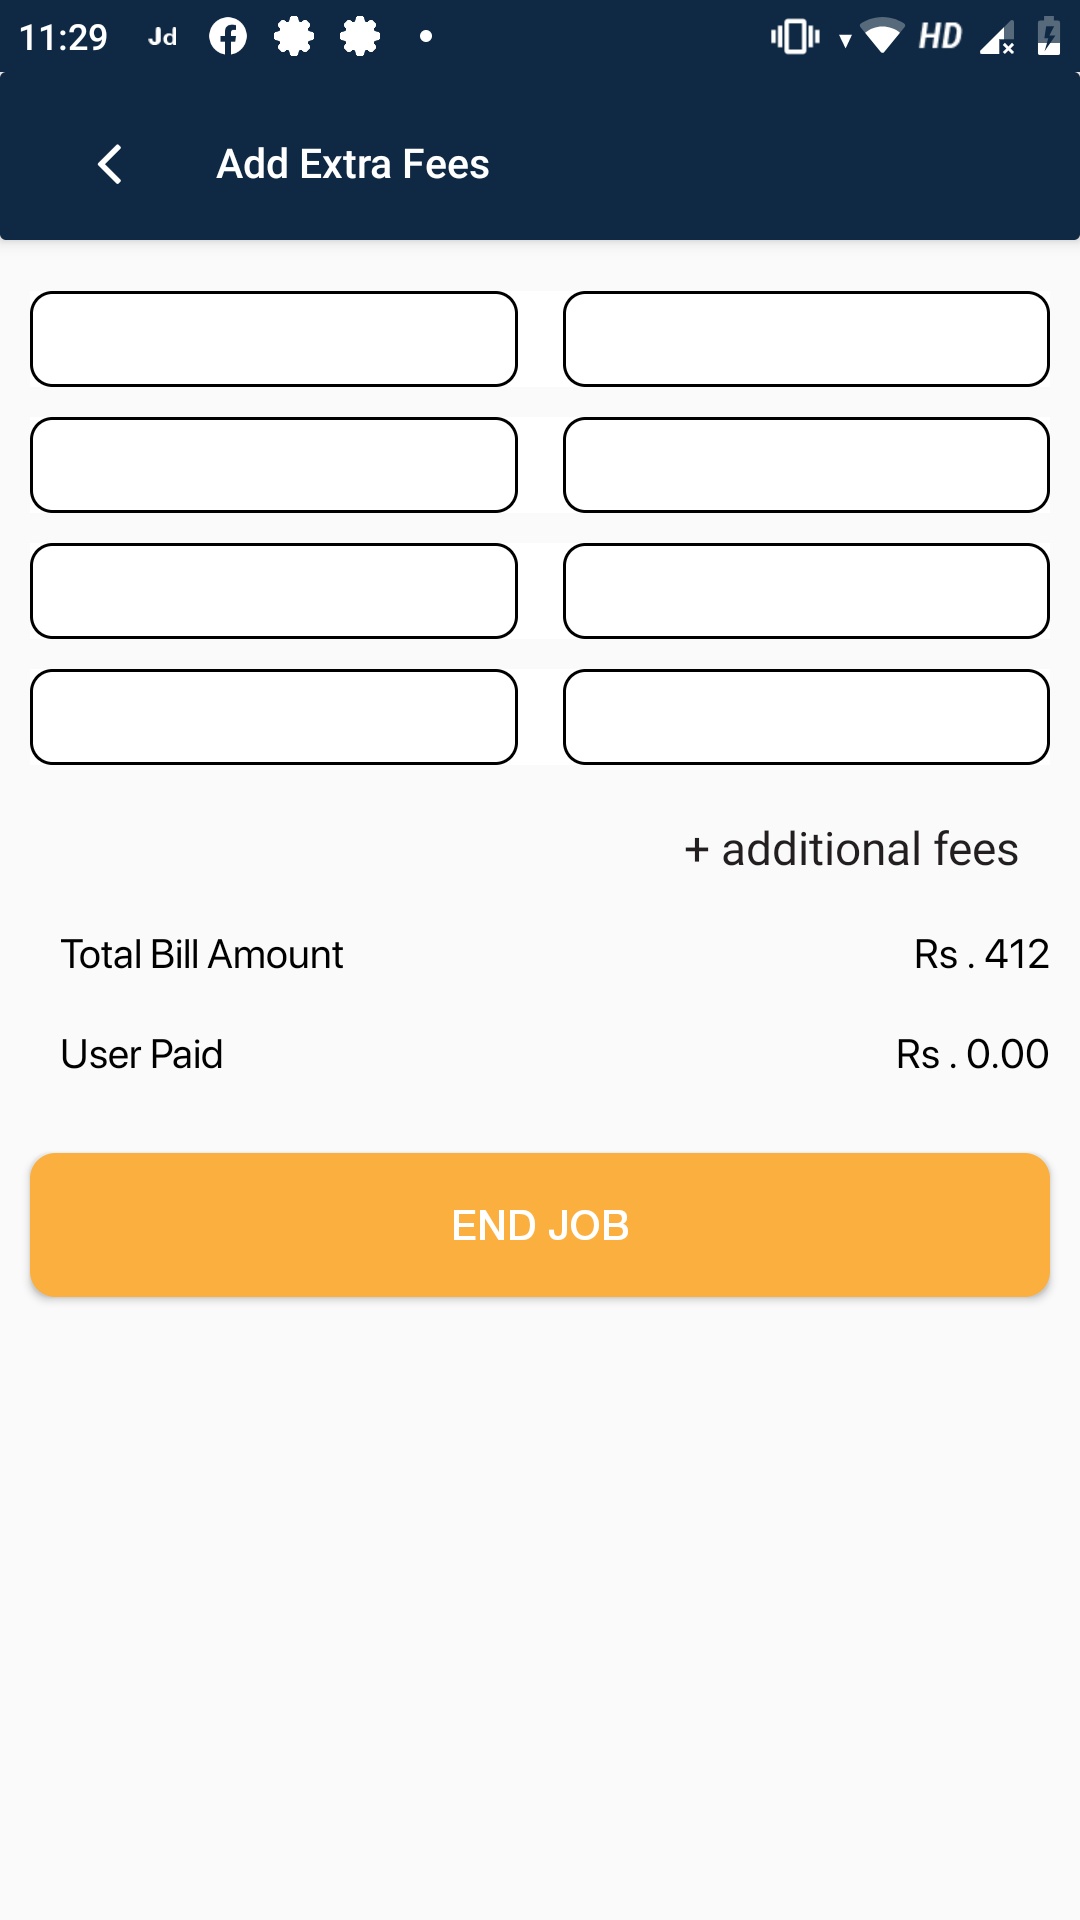 11:29 Jd HD
Add Extra Fees
+ additional fees
Total Bill Amount Rs . 412
User Paid Rs . 0.00
END JOB